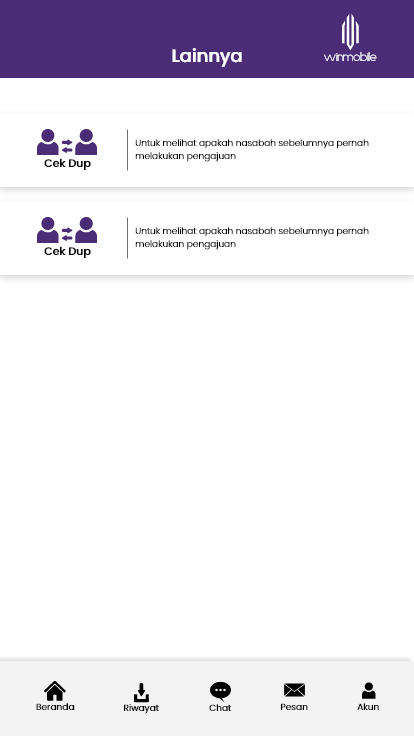 Lainnya
winmobile
Cek Dup
Untuk melihat apakah nasabah sebelumnya pernah
melakukan pengajuan
Cek Dup
Untuk melihat apakah nasabah sebelumnya pernah
melakukan pengajuan
Beranda
Riwayat
Chat
Pesan
Akun